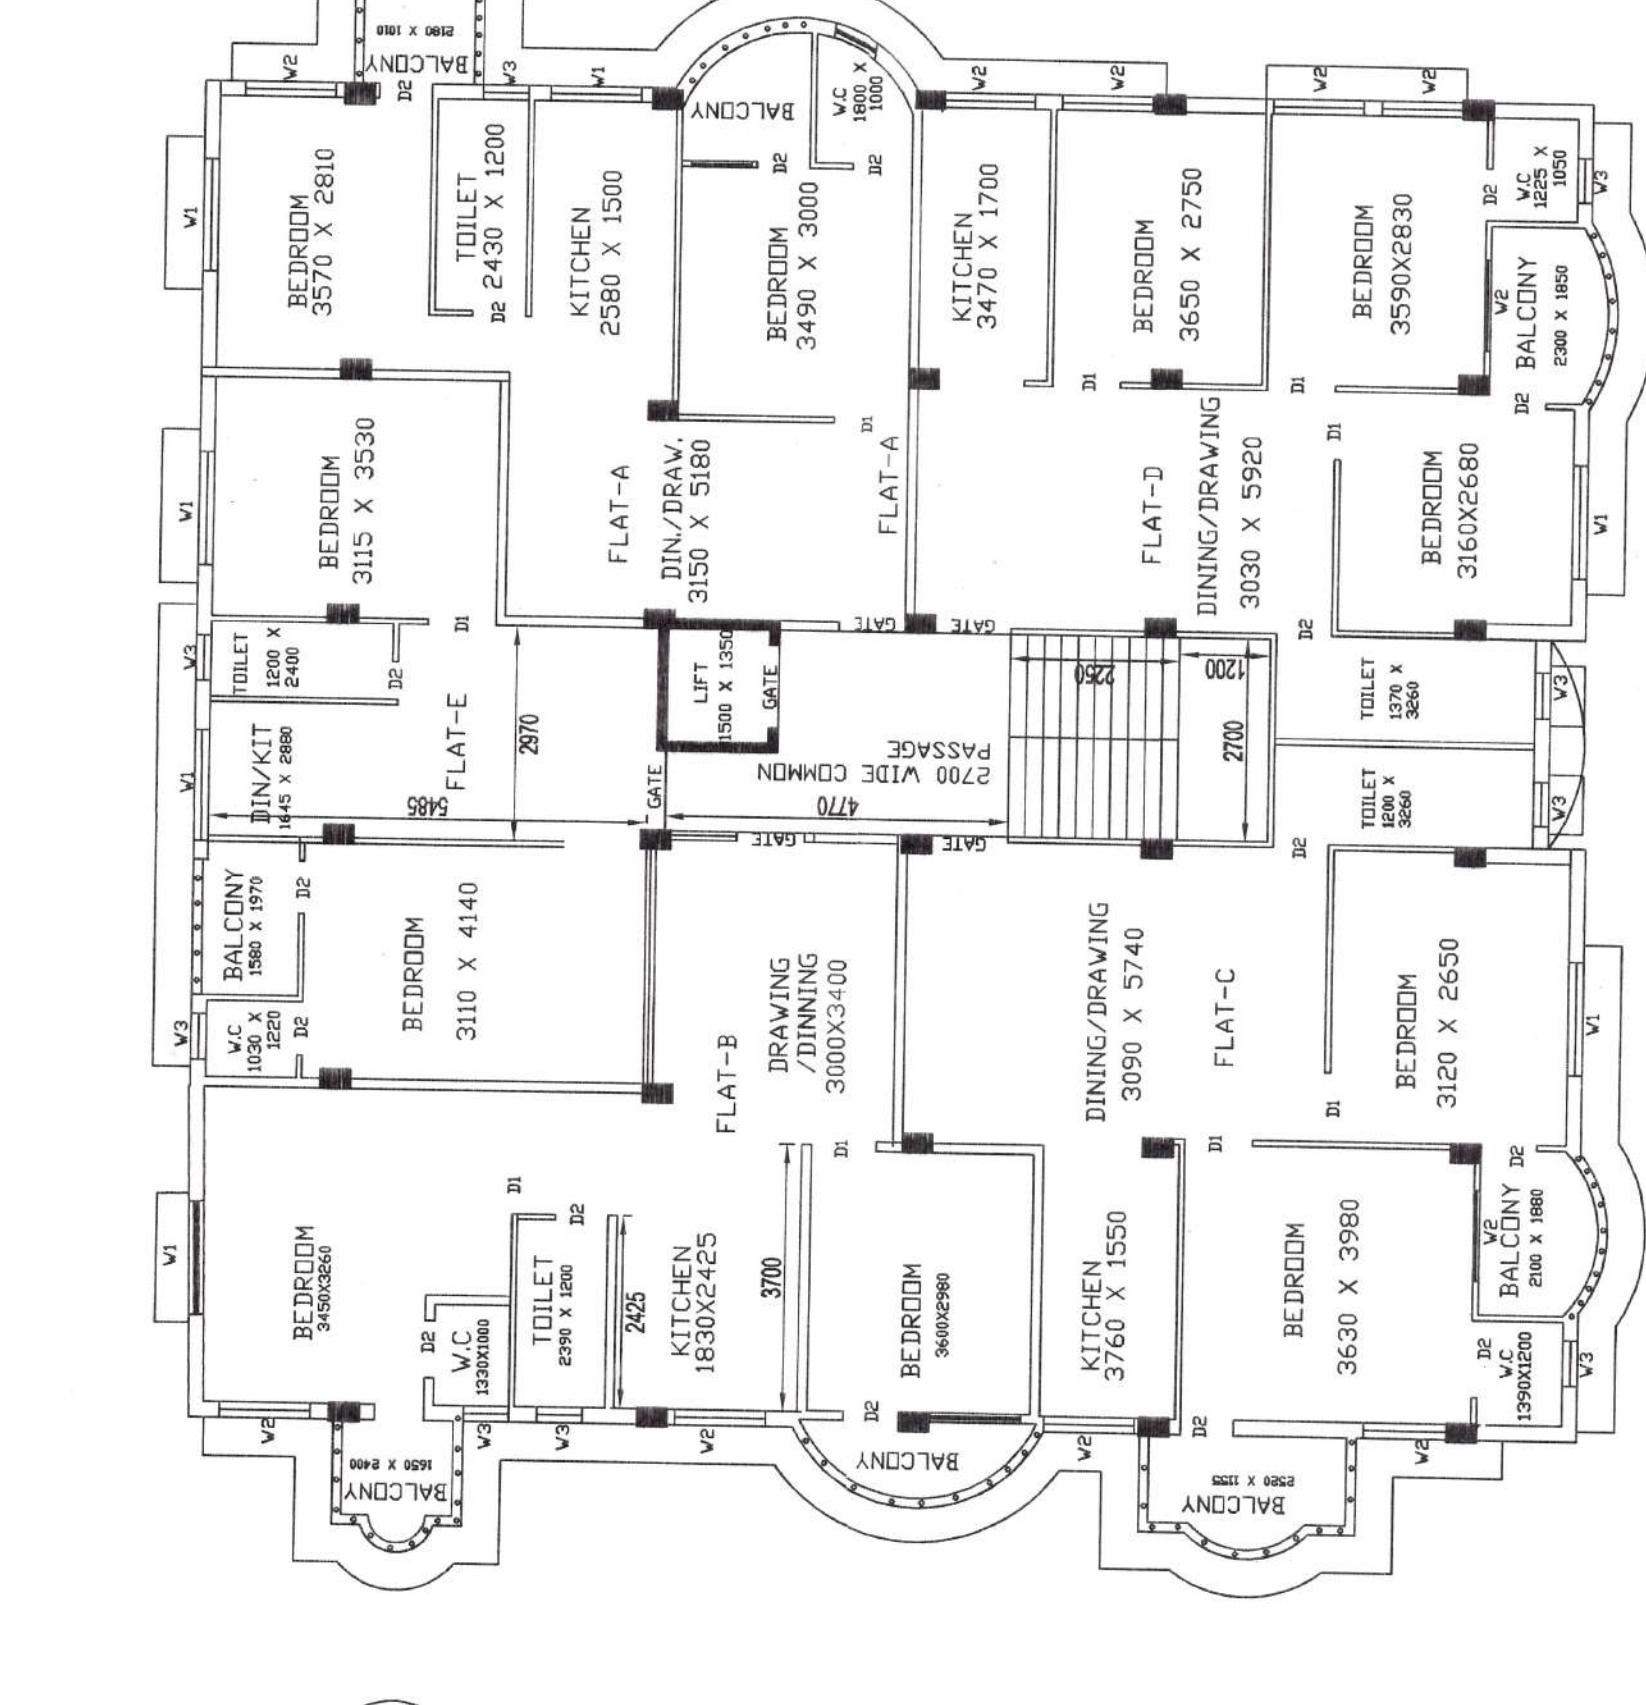 2180 X 1010
BALCONY
W2
D2
W3
W1
W1
BEDROOM
3570 X 2810
TOILET
2430 X 1200
D2
KITCHEN
2580 X 1500
BALCONY
W.C
1800 X
1000
D2
D2
BEDROOM
3490 X 3000
D1
W2
W2
W2
W2
KITCHEN
3470 X 1700
BEDROOM
3650 X 2750
D1
BEDROOM
3590X2830
D1
D2
W.C
1225 X
1050
W3
W2
BALCONY
2300 X 1850
D2
W1
BEDROOM
3115 X 3530
D1
FLAT-A
DIN./DRAW.
3150 X 5180
FLAT-A
GATE
GATE
FLAT-D
DINING/DRAWING
3030 X 5920
D1
BEDROOM
3160X2680
W1
D2
W3
TOILET
1200 X
2400
D2
W1
DIN/KIT
1645 X 2880
FLAT-E
5485
2970
GATE
LIFT
1500 X 1350
GATE
2700 WIDE COMMON
PASSAGE
4770
2250
1200
2700
TOILET
1370 X
3260
W3
TOILET
1200 X
3260
W3
D2
GATE
GATE
BALCONY
1580 X 1970
D2
W3
W.C
1030 X
1220
D2
BEDROOM
3110 X 4140
FLAT-B
DRAWING
/DINNING
3000X3400
DINING/DRAWING
3090 X 5740
FLAT-C
BEDROOM
3120 X 2650
W1
D1
D1
D1
D2
W1
BEDROOM
3450X3260
D1
D2
D2
W.C
1330X1000
TOILET
2390 X 1200
2425
KITCHEN
1830X2425
3700
BEDROOM
3600X2980
D2
KITCHEN
3760 X 1550
BEDROOM
3630 X 3980
D2
W2
BALCONY
2100 X 1880
D2
W.C
1390X1200
W3
W2
W3
W3
W2
W2
W2
1650 X 2400
BALCONY
BALCONY
2520 X 1155
BALCONY